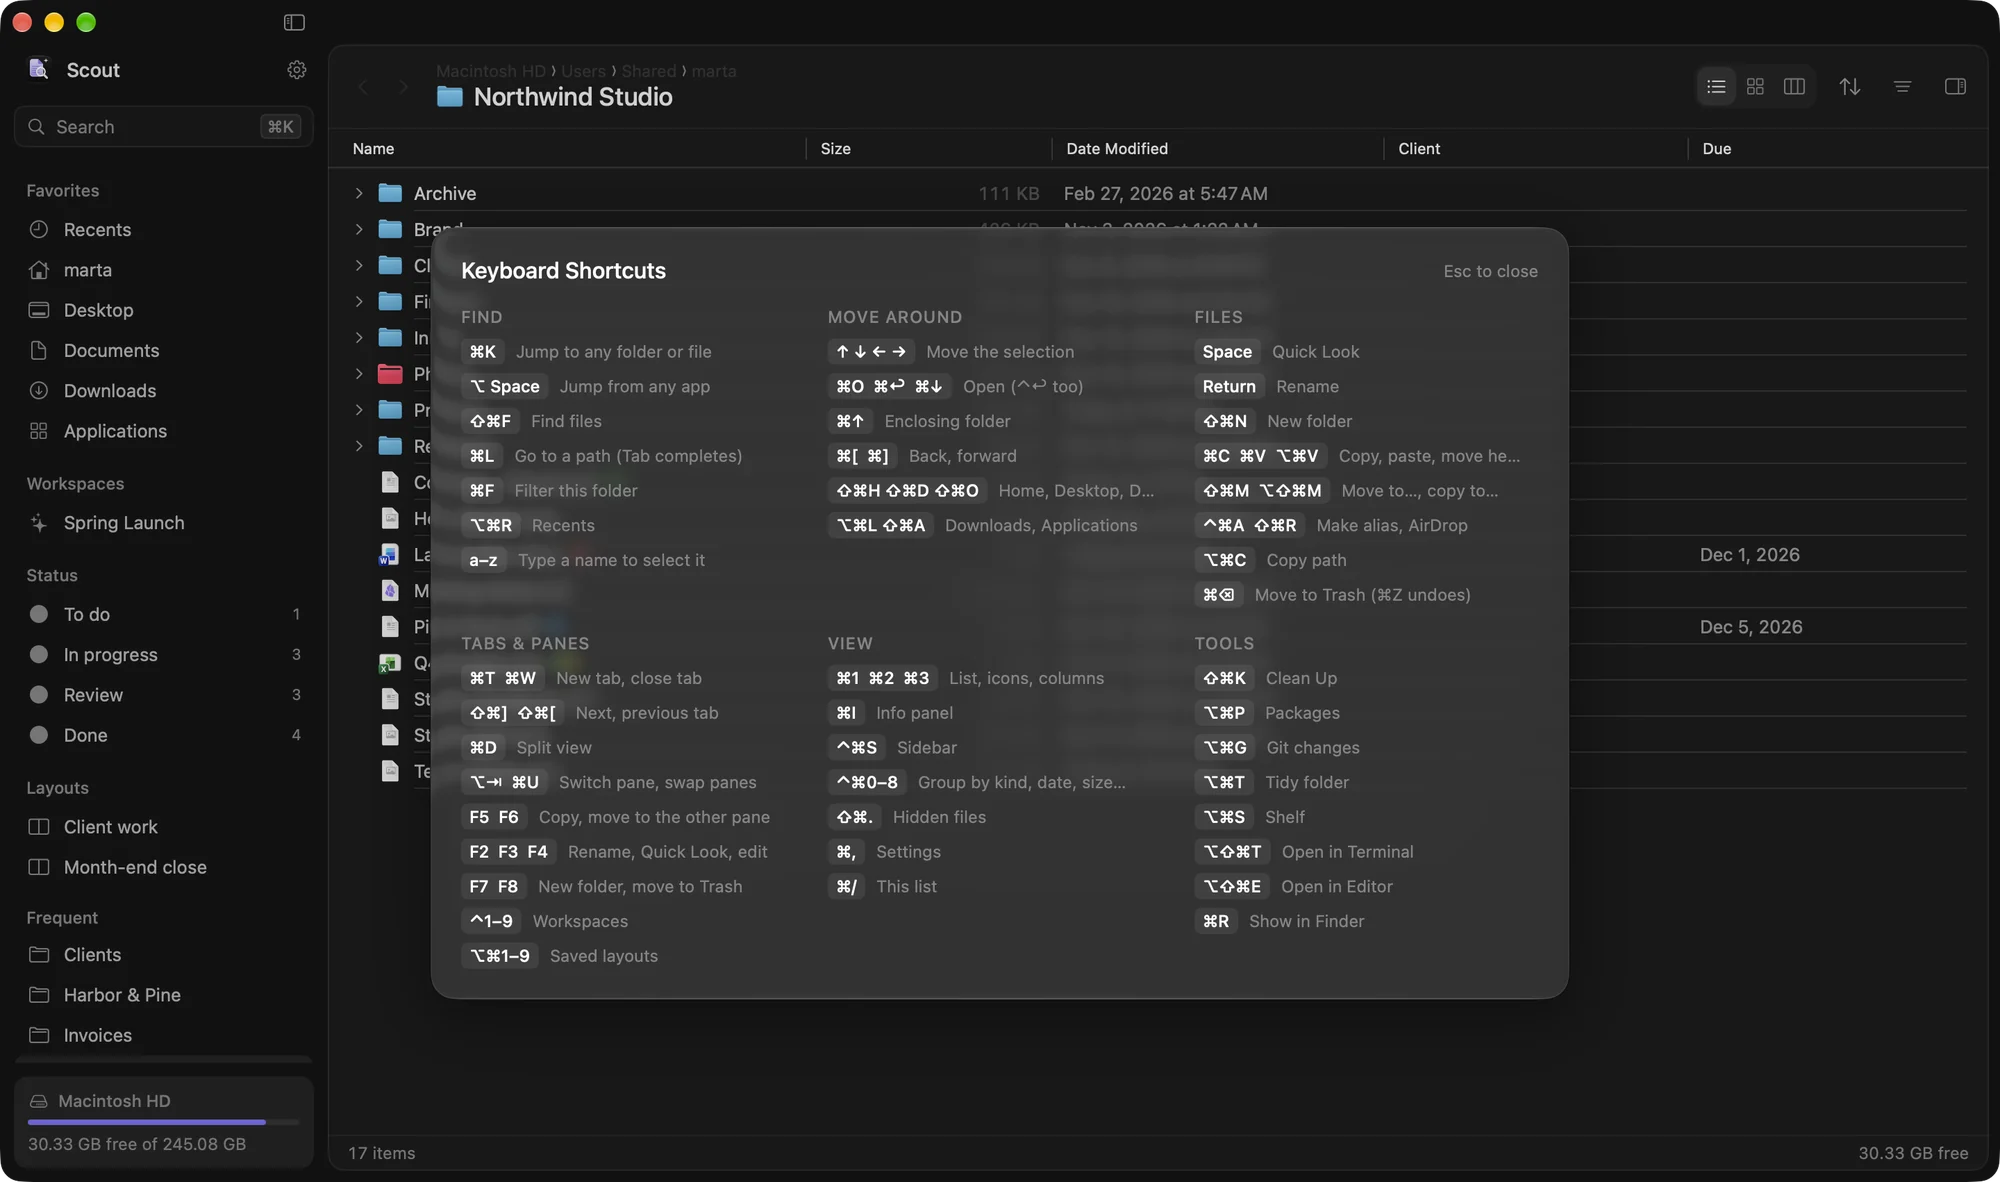 Scout
Search ⌘K
Favorites
Recents
marta
Desktop
Documents
Downloads
Applications
Workspaces
Spring Launch
Status
To do 1
In progress 3
Review 3
Done 4
Layouts
Client work
Month-end close
Frequent
Clients
Harbor & Pine
Invoices
Macintosh HD
30.33 GB free of 245.08 GB
Macintosh HD › Users › Shared › marta
Northwind Studio
Name Size Date Modified Client Due
Archive 111 KB Feb 27, 2026 at 5:47 AM
Dec 1, 2026
Dec 5, 2026
Keyboard Shortcuts
Esc to close
FIND
⌘K Jump to any folder or file
⌥ Space Jump from any app
⇧⌘F Find files
⌘L Go to a path (Tab completes)
⌘F Filter this folder
⌥⌘R Recents
a–z Type a name to select it
MOVE AROUND
↑ ↓ ← → Move the selection
⌘O ⌘↩ ⌘↓ Open (^↩ too)
⌘↑ Enclosing folder
⌘[ ⌘] Back, forward
⇧⌘H ⇧⌘D ⇧⌘O Home, Desktop, D...
⌥⌘L ⇧⌘A Downloads, Applications
FILES
Space Quick Look
Return Rename
⇧⌘N New folder
⌘C ⌘V ⌥⌘V Copy, paste, move he...
⇧⌘M ⌥⇧⌘M Move to..., copy to...
^⌘A ⇧⌘R Make alias, AirDrop
⌥⌘C Copy path
⌘⌫ Move to Trash (⌘Z undoes)
TABS & PANES
⌘T ⌘W New tab, close tab
⇧⌘] ⇧⌘[ Next, previous tab
⌘D Split view
⌥⇥ ⌘U Switch pane, swap panes
F5 F6 Copy, move to the other pane
F2 F3 F4 Rename, Quick Look, edit
F7 F8 New folder, move to Trash
^1–9 Workspaces
⌥⌘1–9 Saved layouts
VIEW
⌘1 ⌘2 ⌘3 List, icons, columns
⌘I Info panel
^⌘S Sidebar
^⌘0–8 Group by kind, date, size...
⇧⌘. Hidden files
⌘, Settings
⌘/ This list
TOOLS
⇧⌘K Clean Up
⌥⌘P Packages
⌥⌘G Git changes
⌥⌘T Tidy folder
⌥⌘S Shelf
⌥⇧⌘T Open in Terminal
⌥⇧⌘E Open in Editor
⌘R Show in Finder
17 items
30.33 GB free